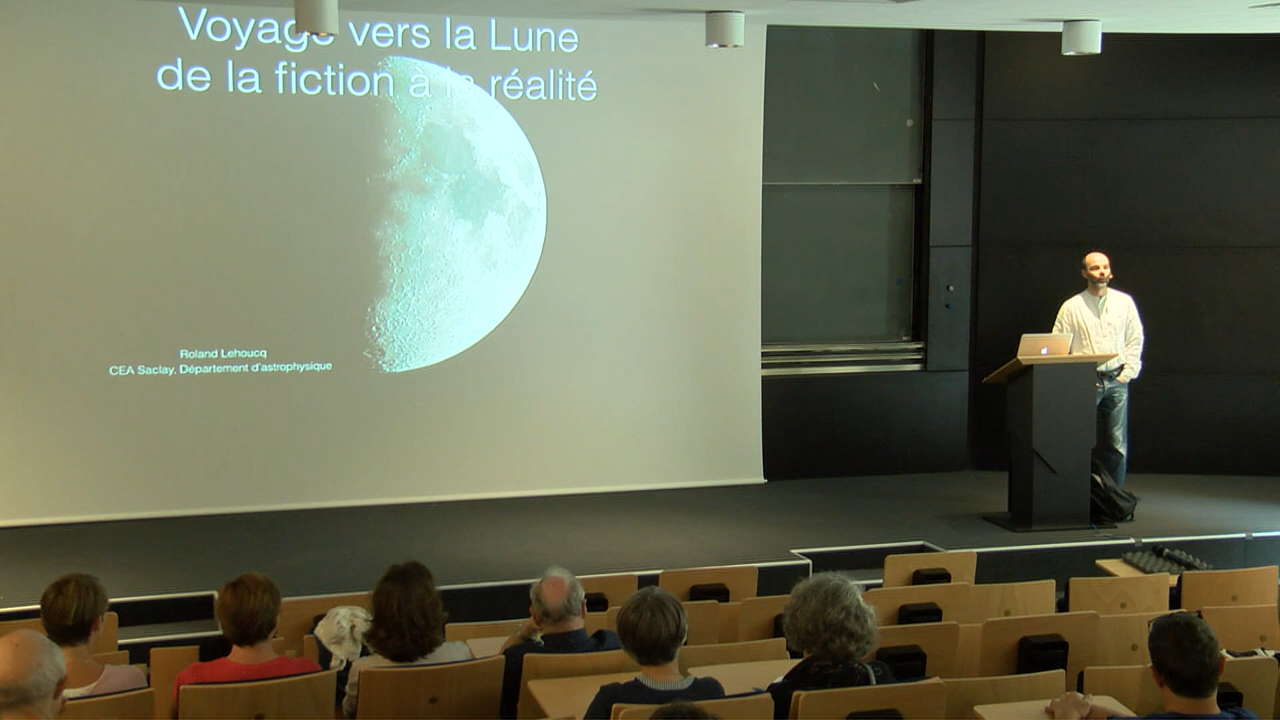 Voyage vers la Lune
de la fiction à la réalité
Roland Lehoucq
CEA Saclay, Département d'astrophysique